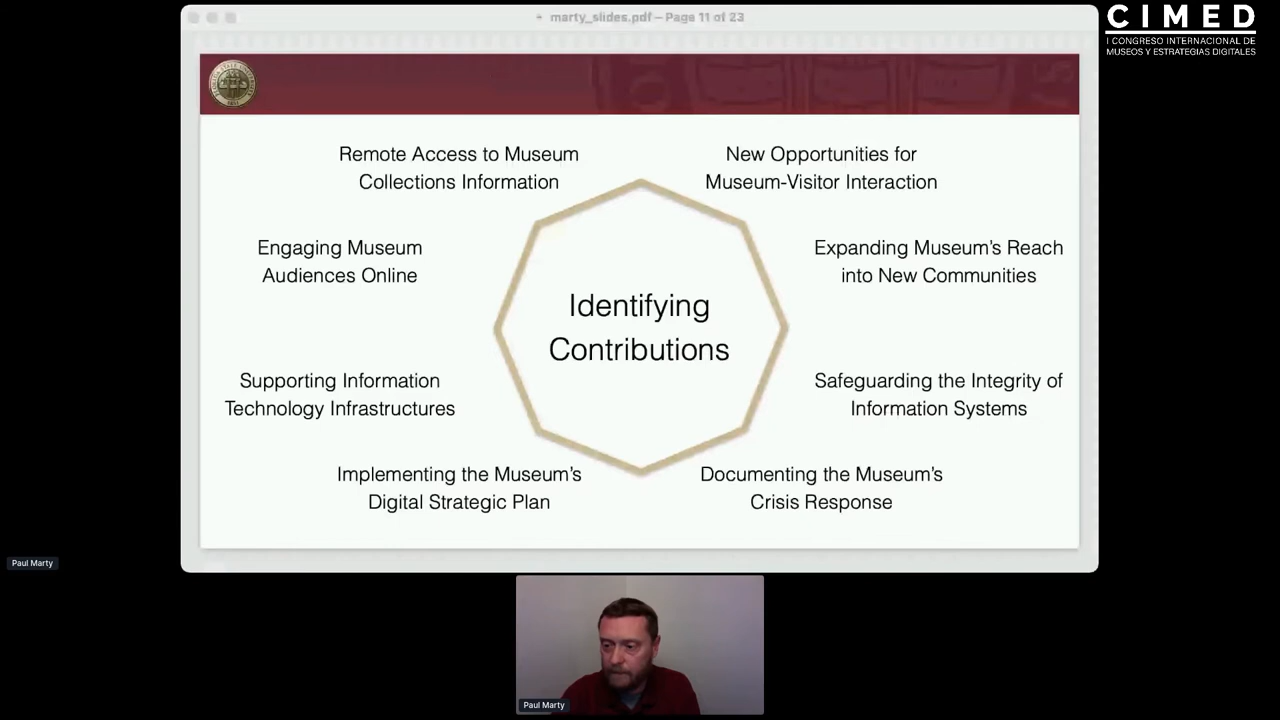 marty_slides.pdf – Page 11 of 23
CIMED
I CONGRESO INTERNACIONAL DE
MUSEOS Y ESTRATEGIAS DIGITALES
Remote Access to Museum
Collections Information
New Opportunities for
Museum-Visitor Interaction
Engaging Museum
Audiences Online
Expanding Museum's Reach
into New Communities
Identifying
Contributions
Supporting Information
Technology Infrastructures
Safeguarding the Integrity of
Information Systems
Implementing the Museum's
Digital Strategic Plan
Documenting the Museum's
Crisis Response
Paul Marty
Paul Marty